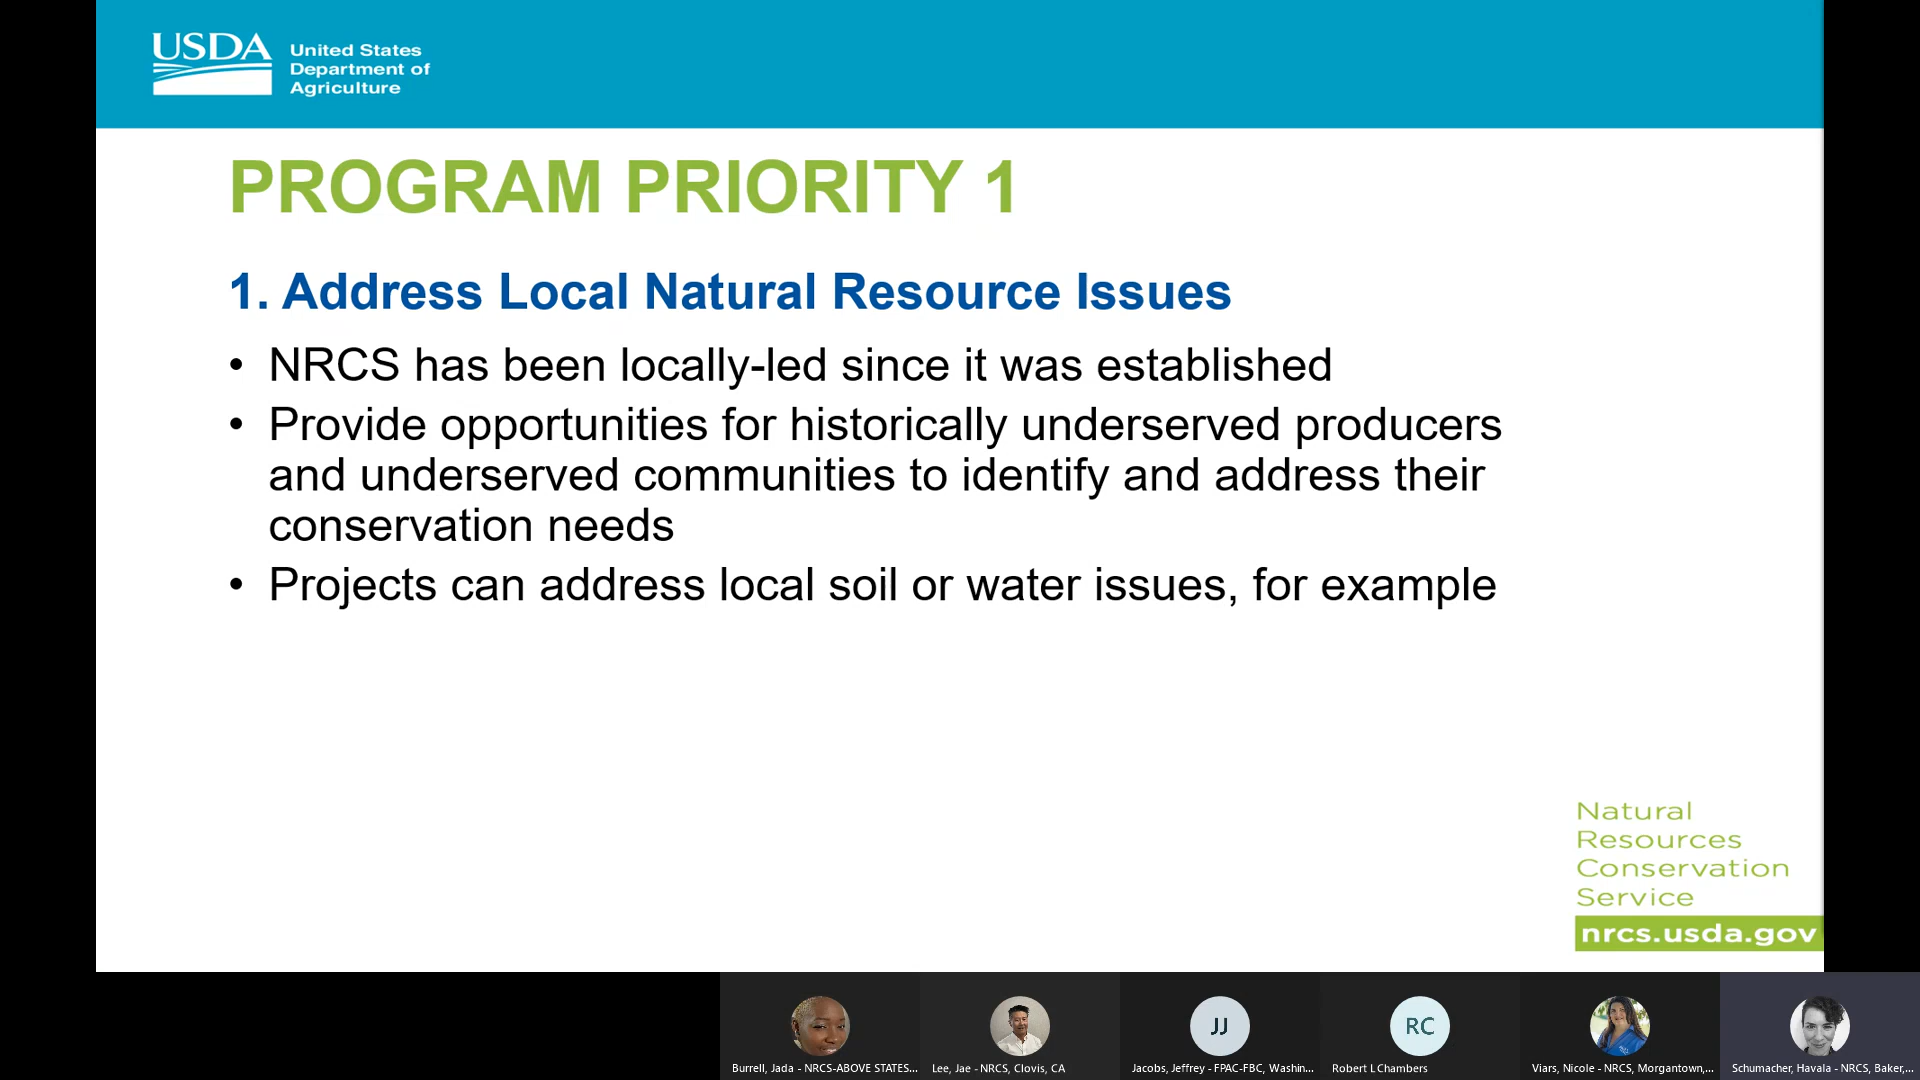 USDA
United States
Department of
Agriculture
PROGRAM PRIORITY 1
1. Address Local Natural Resource Issues
• NRCS has been locally-led since it was established
• Provide opportunities for historically underserved producers
and underserved communities to identify and address their
conservation needs
• Projects can address local soil or water issues, for example
Natural
Resources
Conservation
Service
nrcs.usda.gov
JJ
RC
Burrell, Jada - NRCS-ABOVE STATES...
Lee, Jae - NRCS, Clovis, CA
Jacobs, Jeffrey - FPAC-FBC, Washin...
Robert L Chambers
Viars, Nicole - NRCS, Morgantown,...
Schumacher, Havala - NRCS, Baker,...